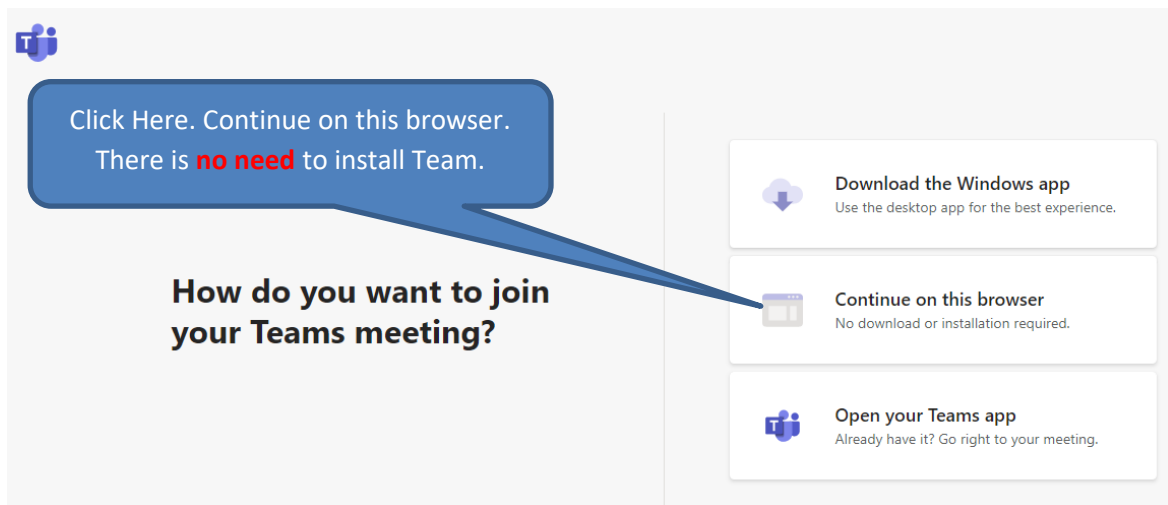 Click Here. Continue on this browser.
There is no need to install Team.
How do you want to join
your Teams meeting?
Download the Windows app
Use the desktop app for the best experience.
Continue on this browser
No download or installation required.
Open your Teams app
Already have it? Go right to your meeting.